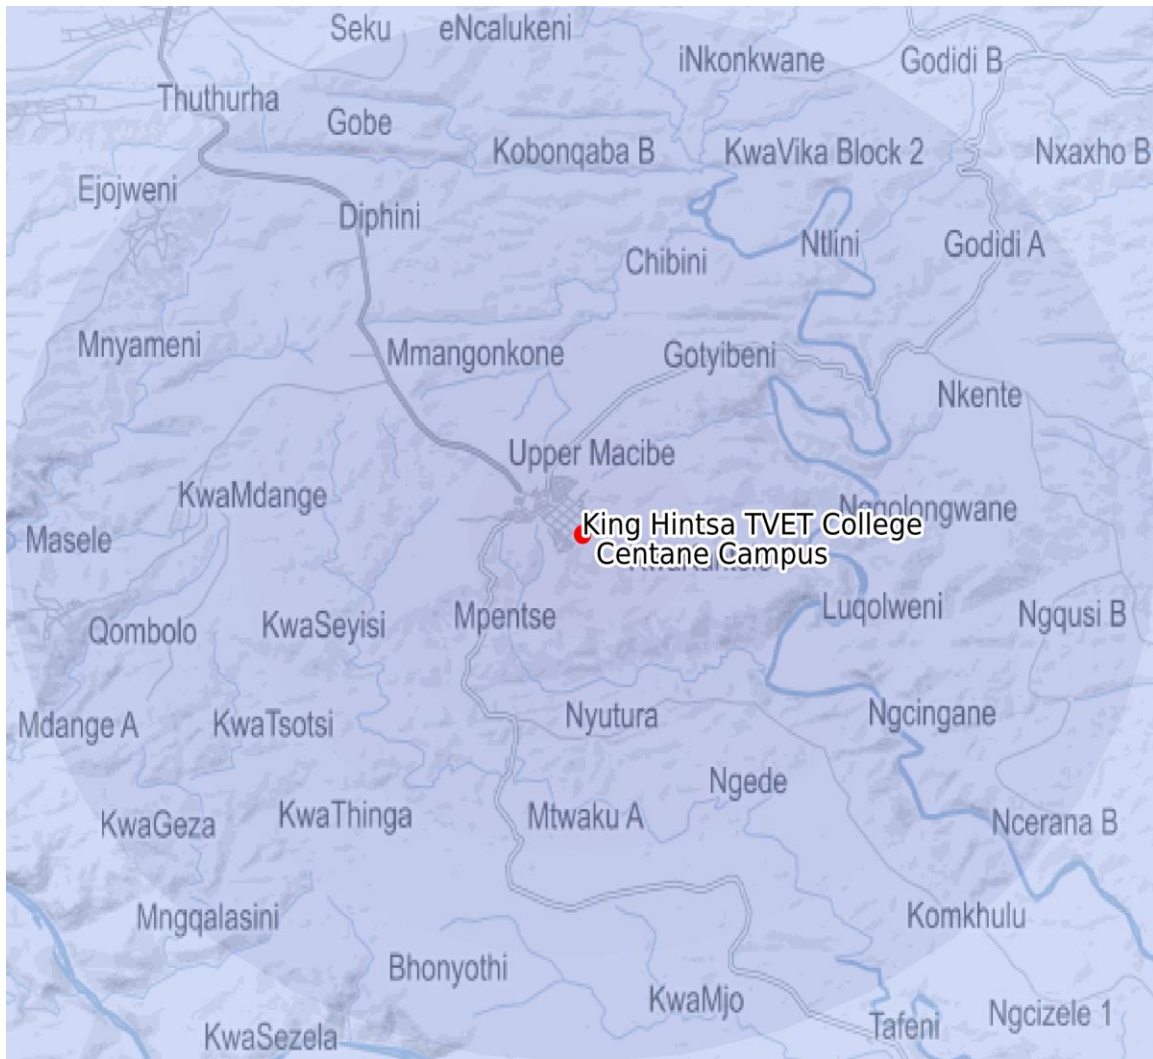 Seku
eNcalukeni
iNkonkwane
Godidi B
Thuthurha
Gobe
Kobonqaba B
KwaVika Block 2
Nxaxho B
Ejojweni
Diphini
Ntlini
Godidi A
Chibini
Mnyameni
Mmangonkone
Gotyibeni
Nkente
Upper Macibe
KwaMdange
Nqgolongwane
King Hintsa TVET College
Centane Campus
Masele
Qombolo
KwaSeyisi
Mpentse
Luqolweni
Ngqusi B
Mdange A
KwaTsotsi
Nyutura
Ngcingane
KwaGeza
KwaThinga
Mtwaku A
Ngede
Ncerana B
Mngqalasini
Komkhulu
Bhonyothi
KwaMjo
Tafeni
Ngcizele 1
KwaSezela